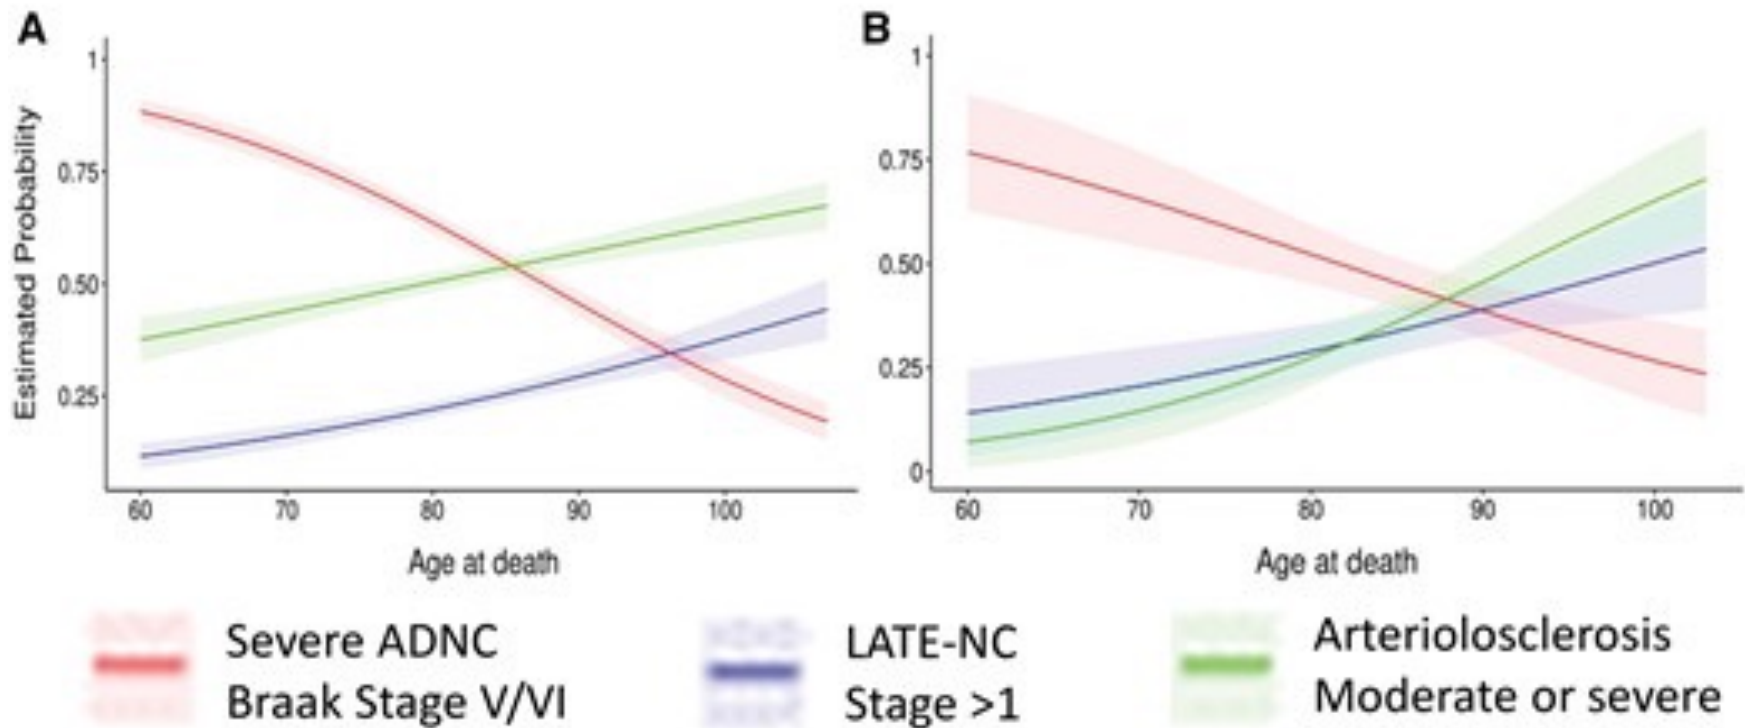 A
B
Estimated Probability
1
0.75
0.50
0.25
60 70 80 90 100
Age at death
1
0.75
0.50
0.25
0
60 70 80 90 100
Age at death
Severe ADNC
Braak Stage V/VI
LATE-NC
Stage >1
Arteriolosclerosis
Moderate or severe